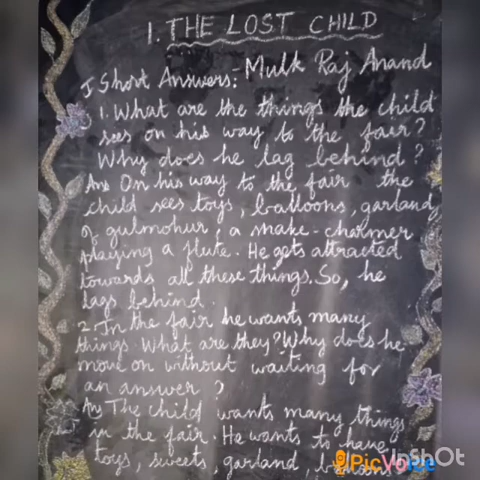 1. THE LOST CHILD
- Mulk Raj Anand
I Short Answers:
1. What are the things the child
sees on his way to the fair?
Why does he lag behind?
Ans On his way to the fair the
child sees toys, balloons, garland
of gulmohur, a snake-charmer
playing a flute. He gets attracted
towards all these things. So, he
lags behind.
2. In the fair he wants many
things. What are they? Why does he
move on without waiting for
an answer?
Ans The child wants many things
in the fair. He wants to have
toys, sweets, garland,
PicVoice
InShOt